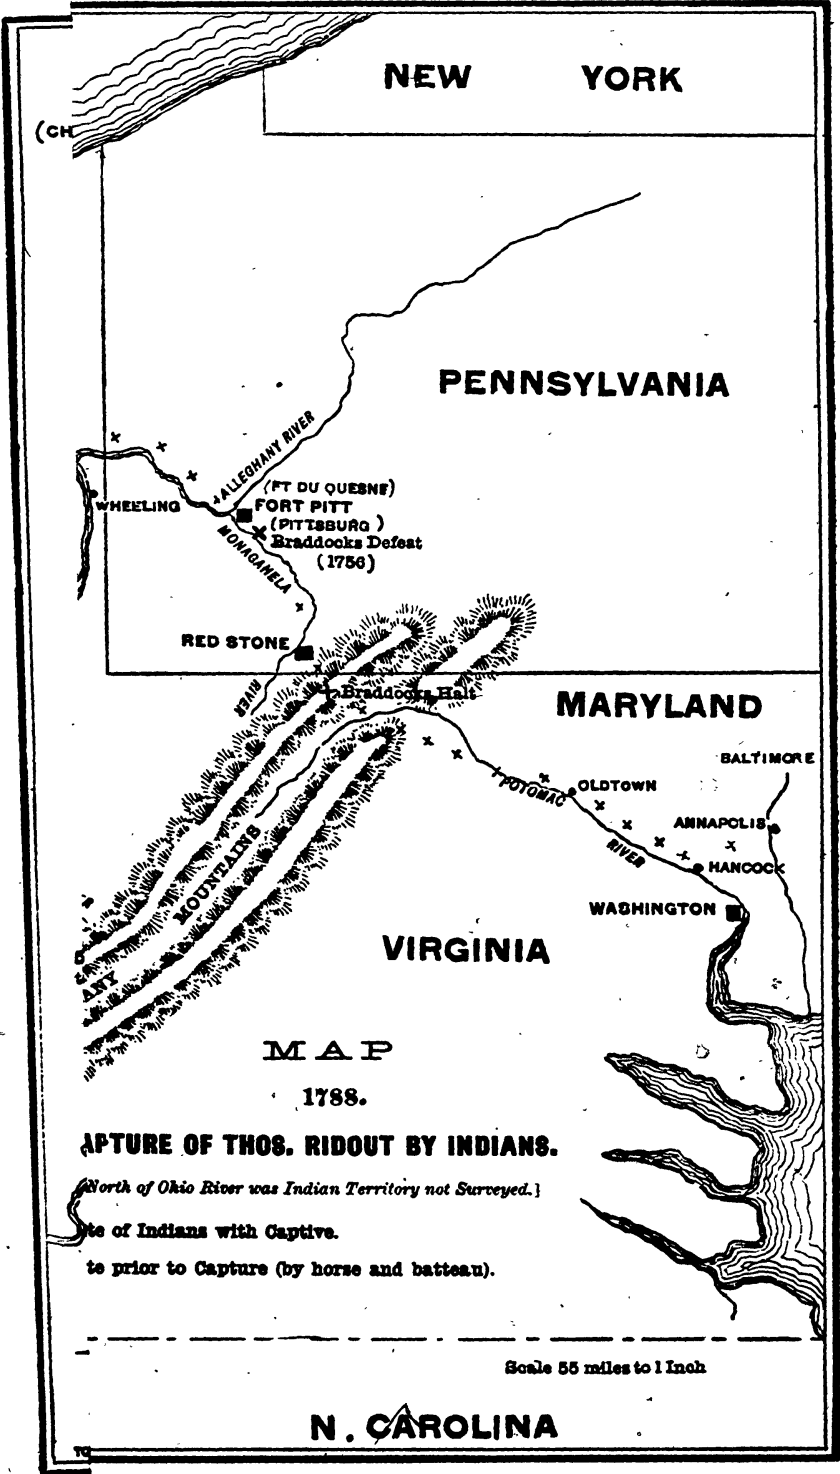 NEW YORK
(CH
PENNSYLVANIA
ALLEGHANY RIVER
(FT DU QUESNE)
WHEELING
FORT PITT
(PITTSBURG)
Braddocks Defeat
(1756)
MONAGAHELA
RED STONE
RIVER
Braddocks Halt
MARYLAND
BALTIMORE
POTOMAC
OLDTOWN
ANNAPOLIS
RIVER
HANCOCK
MOUNTAINS
WASHINGTON
VIRGINIA
ANY
MAP
1788.
APTURE OF THOS. RIDOUT BY INDIANS.
North of Ohio River was Indian Territory not Surveyed.}
te of Indians with Captive.
te prior to Capture (by horse and batteau).
Scale 55 miles to 1 Inch
N. CAROLINA